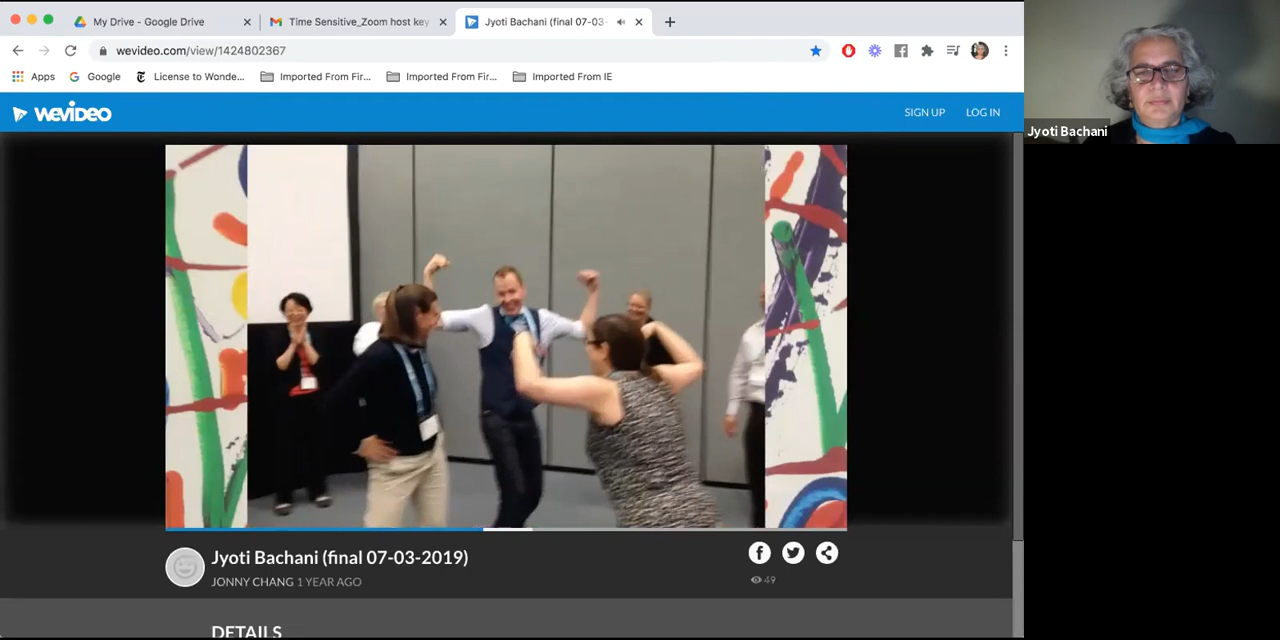 My Drive - Google Drive
Time Sensitive_Zoom host key
Jyoti Bachani (final 07-03-
wevideo.com/view/1424802367
Apps
Google
License to Wonde...
Imported From Fir...
Imported From Fir...
Imported From IE
WEVIDEO
SIGN UP
LOG IN
Jyoti Bachani
Jyoti Bachani (final 07-03-2019)
JONNY CHANG 1 YEAR AGO
49
DETAILS